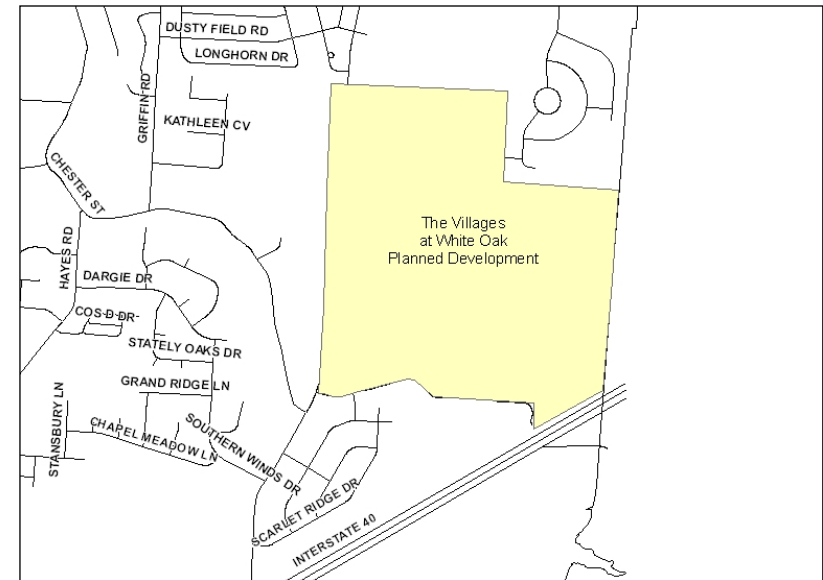 DUSTY FIELD RD
LONGHORN DR
GRIFFIN RD
KATHLEEN CV
CHESTER ST
HAYES RD
The Villages
at White Oak
Planned Development
DARGIE DR
COS D DR
STATELY OAKS DR
GRAND RIDGE LN
STANSBURY LN
CHAPEL MEADOW LN
SOUTHERN WINDS DR
SCARLET RIDGE DR
INTERSTATE 40